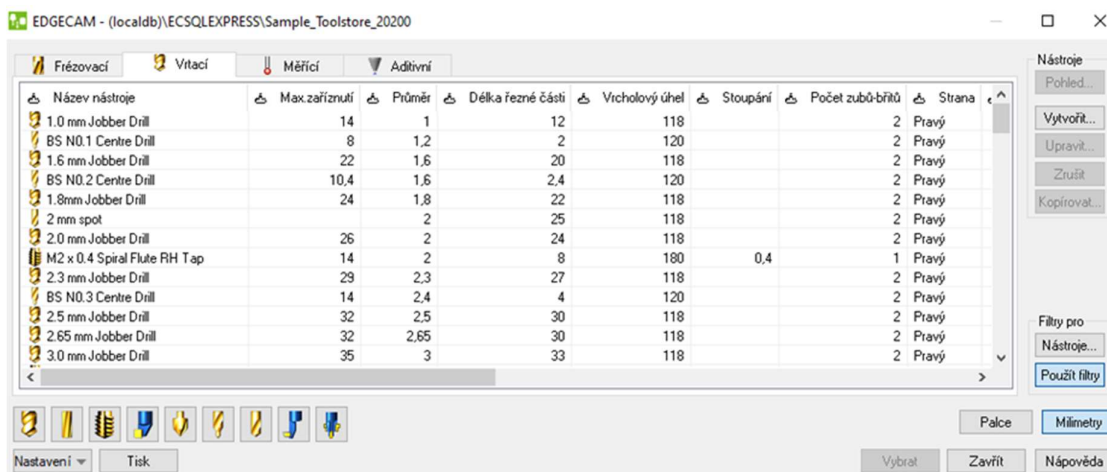 EDGECAM - (localdb)\ECSQLEXPRESS\Sample_Toolstore_20200
Frézovací Vrtací Měřící Aditivní
Název nástroje Max.zaříznutí Průměr Délka řezné části Vrcholový úhel Stoupání Počet zubů-břitů Strana
1.0 mm Jobber Drill 14 1 12 118 2 Pravý
BS N0.1 Centre Drill 8 1,2 2 120 2 Pravý
1.6 mm Jobber Drill 22 1,6 20 118 2 Pravý
BS N0.2 Centre Drill 10,4 1,6 2,4 120 2 Pravý
1.8mm Jobber Drill 24 1,8 22 118 2 Pravý
2 mm spot 2 25 118 2 Pravý
2.0 mm Jobber Drill 26 2 24 118 2 Pravý
M2 x 0.4 Spiral Flute RH Tap 14 2 8 180 0,4 1 Pravý
2.3 mm Jobber Drill 29 2,3 27 118 2 Pravý
BS N0.3 Centre Drill 14 2,4 4 120 2 Pravý
2.5 mm Jobber Drill 32 2,5 30 118 2 Pravý
2.65 mm Jobber Drill 32 2,65 30 118 2 Pravý
3.0 mm Jobber Drill 35 3 33 118 2 Pravý
Nástroje
Pohled...
Vytvořit...
Upravit...
Zrušit
Kopírovat...
Filtry pro
Nástroje...
Použít filtry
Palce Milimetry
Nastavení Tisk Vybrat Zavřít Nápověda